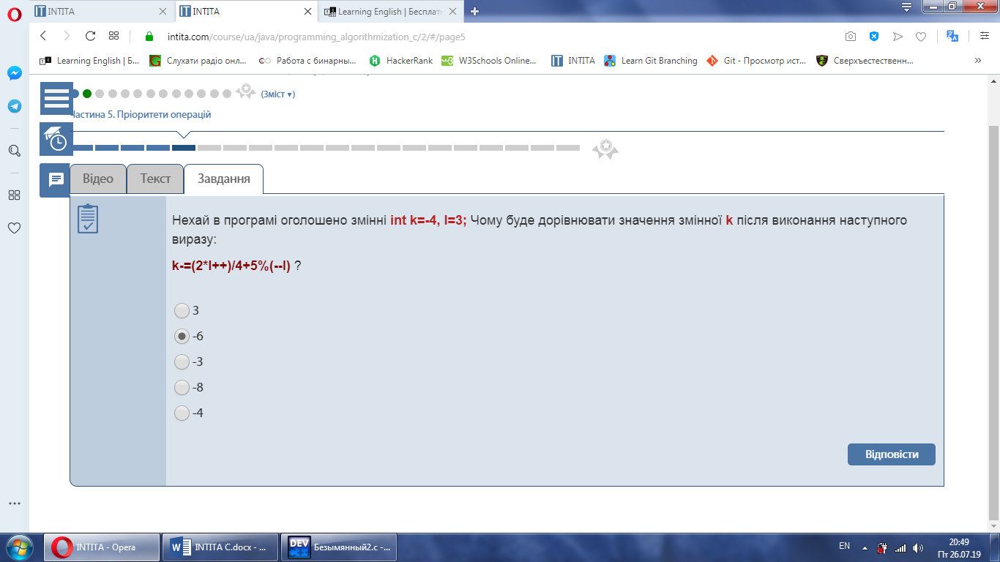 INTITA
INTITA
Learning English | Бесплатн
intita.com/course/ua/java/programming_algorithmization_c/2/#/page5
Learning English | Б...
Слухати радіо онл...
Работа с бинарны...
HackerRank
W3Schools Online...
INTITA
Learn Git Branching
Git - Просмотр ист...
Сверхъестественн...
(Зміст ▾)
Частина 5. Пріоритети операцій
Відео
Текст
Завдання
Нехай в програмі оголошено змінні int k=-4, l=3; Чому буде дорівнювати значення змінної k після виконання наступного
виразу:
k-=(2*l++)/4+5%(--l) ?
3
-6
-3
-8
-4
Відповісти
INTITA - Opera
INTITA C.docx - ...
DEV
Безымянный2.c -...
EN
20:49
Пт 26.07.19